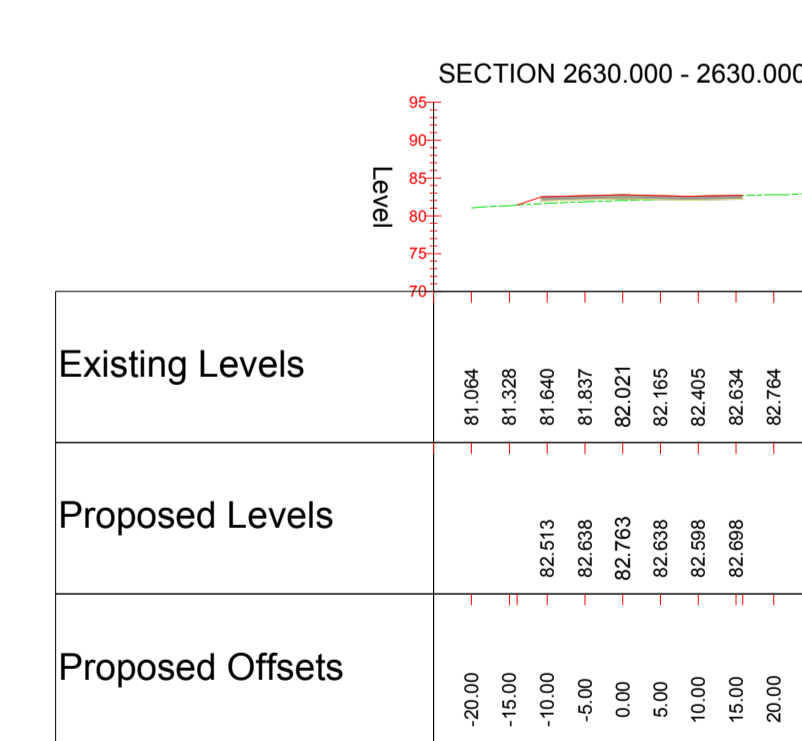 SECTION 2630.000 - 2630.000
95
90
85
80
75
70
Level
Existing Levels
81.064 81.328 81.640 81.837 82.021 82.165 82.405 82.634 82.764
Proposed Levels
82.513 82.638 82.763 82.638 82.598 82.698
Proposed Offsets
-20.00 -15.00 -10.00 -5.00 0.00 5.00 10.00 15.00 20.00